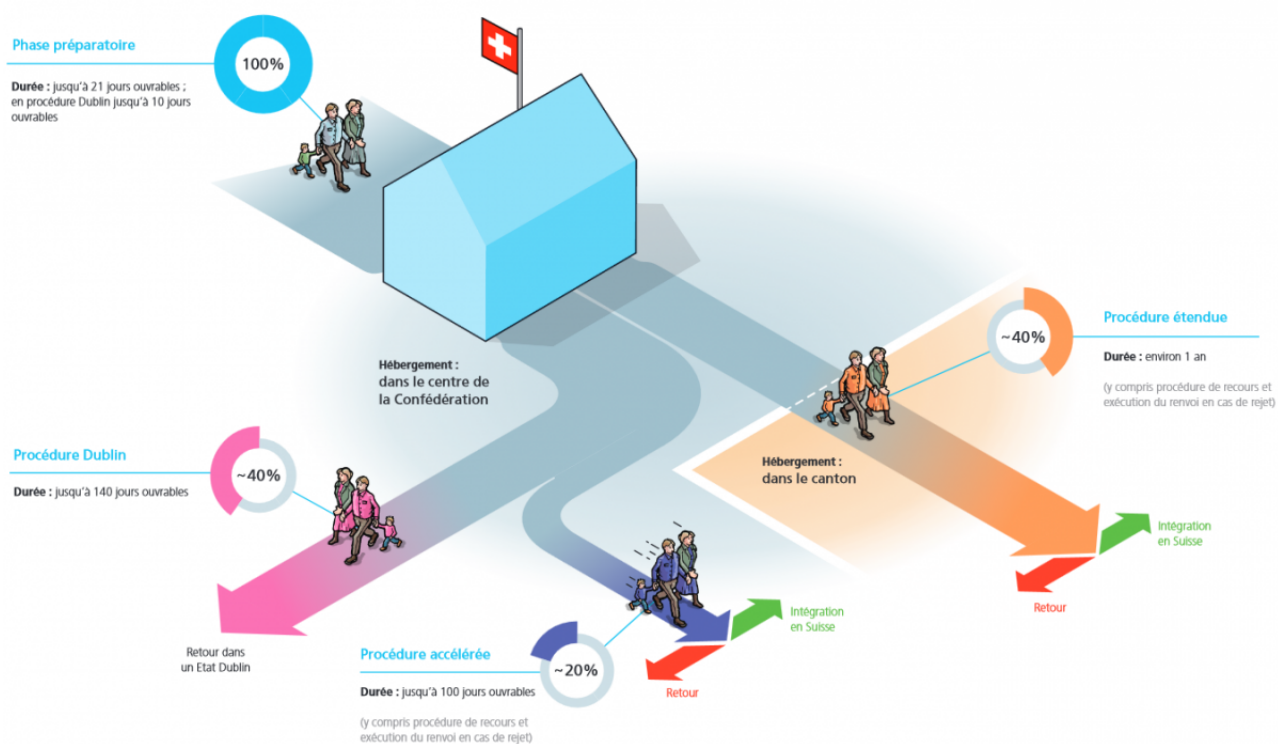 Phase préparatoire
100%
Durée : jusqu'à 21 jours ouvrables ;
en procédure Dublin jusqu'à 10 jours
ouvrables
Hébergement :
dans le centre de
la Confédération
~40%
Procédure étendue
Durée : environ 1 an
(y compris procédure de recours et
exécution du renvoi en cas de rejet)
Procédure Dublin
~40%
Durée : jusqu'à 140 jours ouvrables
Hébergement :
dans le canton
Intégration
en Suisse
Retour
Retour dans
un Etat Dublin
Intégration
en Suisse
Retour
Procédure accélérée
~20%
Durée : jusqu'à 100 jours ouvrables
(y compris procédure de recours et
exécution du renvoi en cas de rejet)